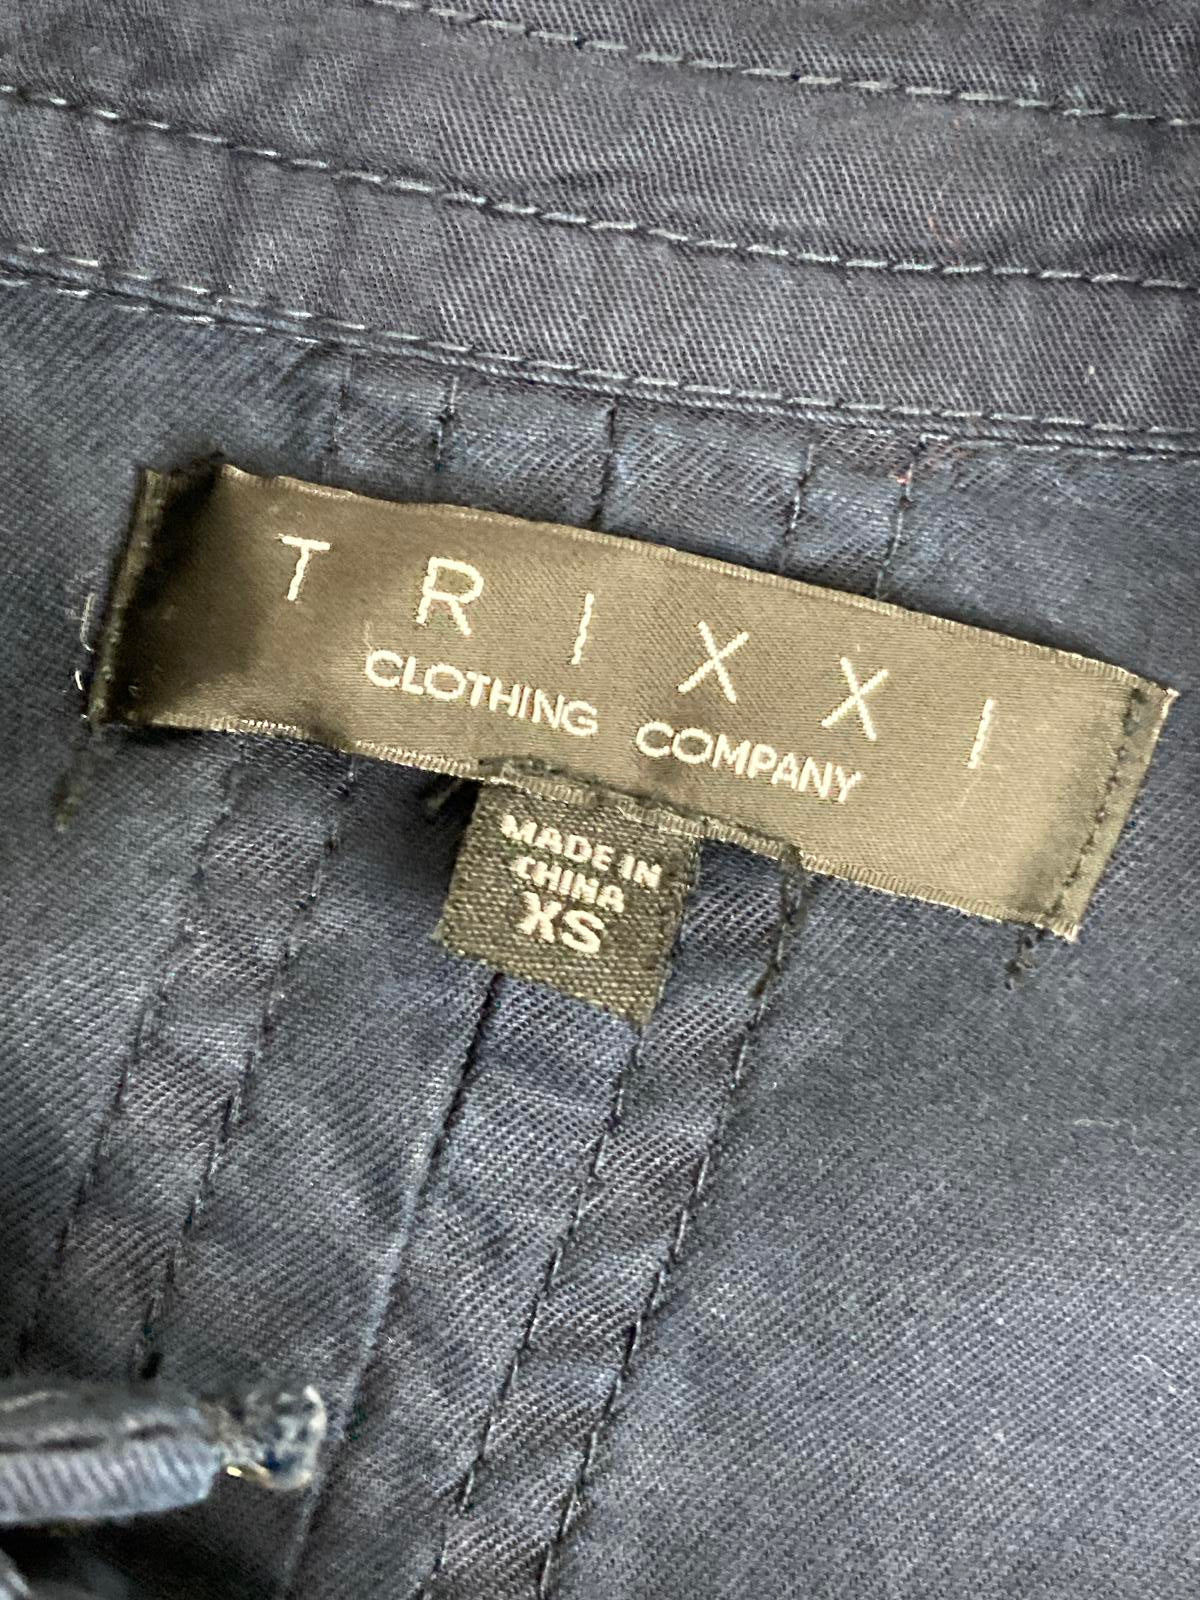 TRIXXI
CLOTHING COMPANY
MADE IN
CHINA
XS